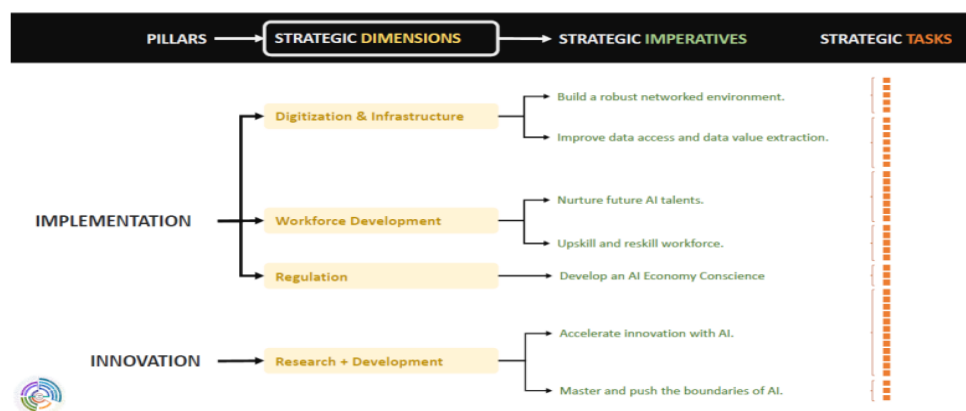 PILLARS STRATEGIC DIMENSIONS STRATEGIC IMPERATIVES STRATEGIC TASKS
Build a robust networked environment.
Digitization & Infrastructure
Improve data access and data value extraction.
Nurture future AI talents.
IMPLEMENTATION Workforce Development
Upskill and reskill workforce.
Regulation Develop an AI Economy Conscience
Accelerate innovation with AI.
INNOVATION Research + Development
Master and push the boundaries of AI.